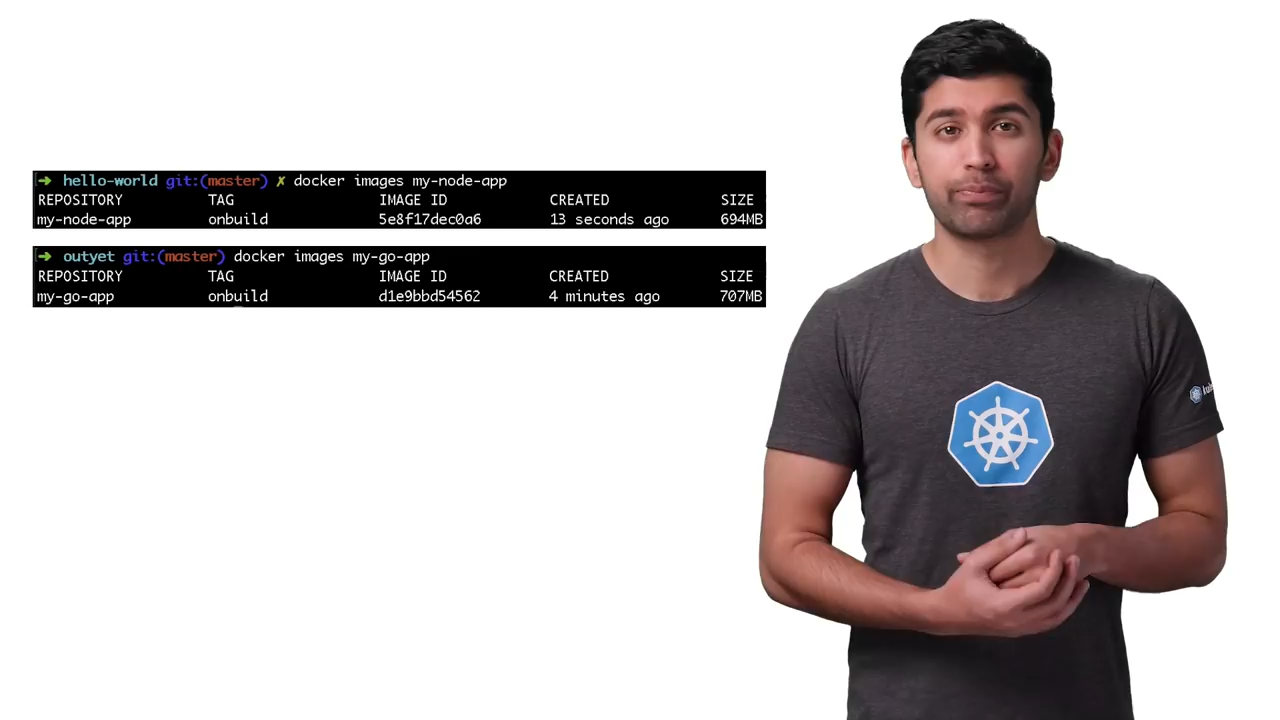 ➜ hello-world git:(master) ✗ docker images my-node-app
REPOSITORY TAG IMAGE ID CREATED SIZE
my-node-app onbuild 5e8f17dec0a6 13 seconds ago 694MB
➜ outyet git:(master) docker images my-go-app
REPOSITORY TAG IMAGE ID CREATED SIZE
my-go-app onbuild d1e9bbd54562 4 minutes ago 707MB